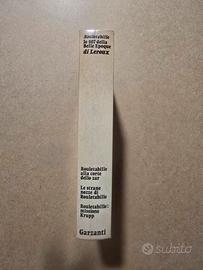 Rouletabille
lo 007 della
Belle Epoque
di Leroux
Rouletabille
alla corte
dello zar
Le strane
nozze di
Rouletabille
Rouletabille:
missione
Krupp
Garzanti
subito